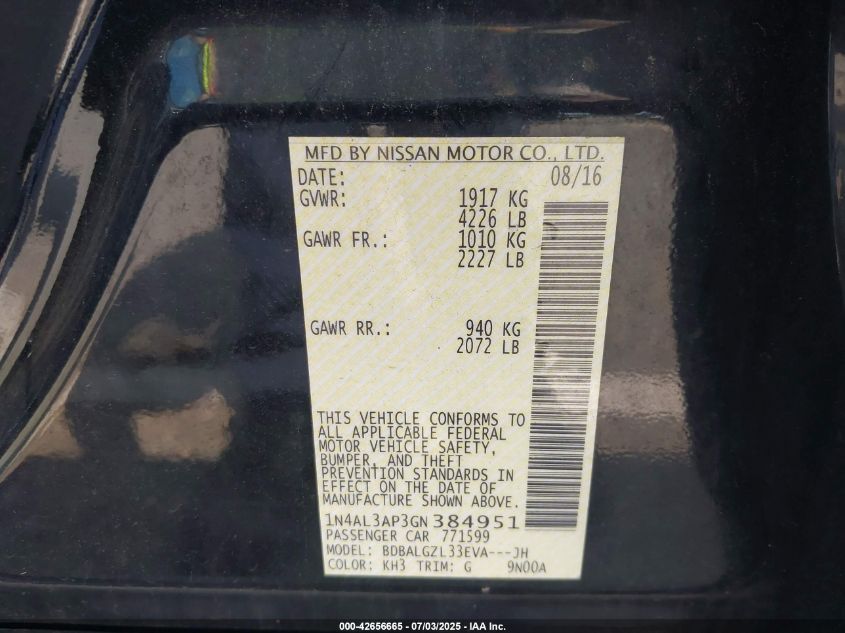 MFD BY NISSAN MOTOR CO., LTD.
DATE: 08/16
GVWR: 1917 KG
4226 LB
GAWR FR.: 1010 KG
2227 LB
GAWR RR.: 940 KG
2072 LB
THIS VEHICLE CONFORMS TO
ALL APPLICABLE FEDERAL
MOTOR VEHICLE SAFETY,
BUMPER, AND THEFT
PREVENTION STANDARDS IN
EFFECT ON THE DATE OF
MANUFACTURE SHOWN ABOVE.
1N4AL3AP3GN384951
PASSENGER CAR 771599
MODEL: BDBALGZL33EVA---JH
COLOR: KH3 TRIM: G 9N00A
000-42656665 - 07/03/2025 - IAA Inc.